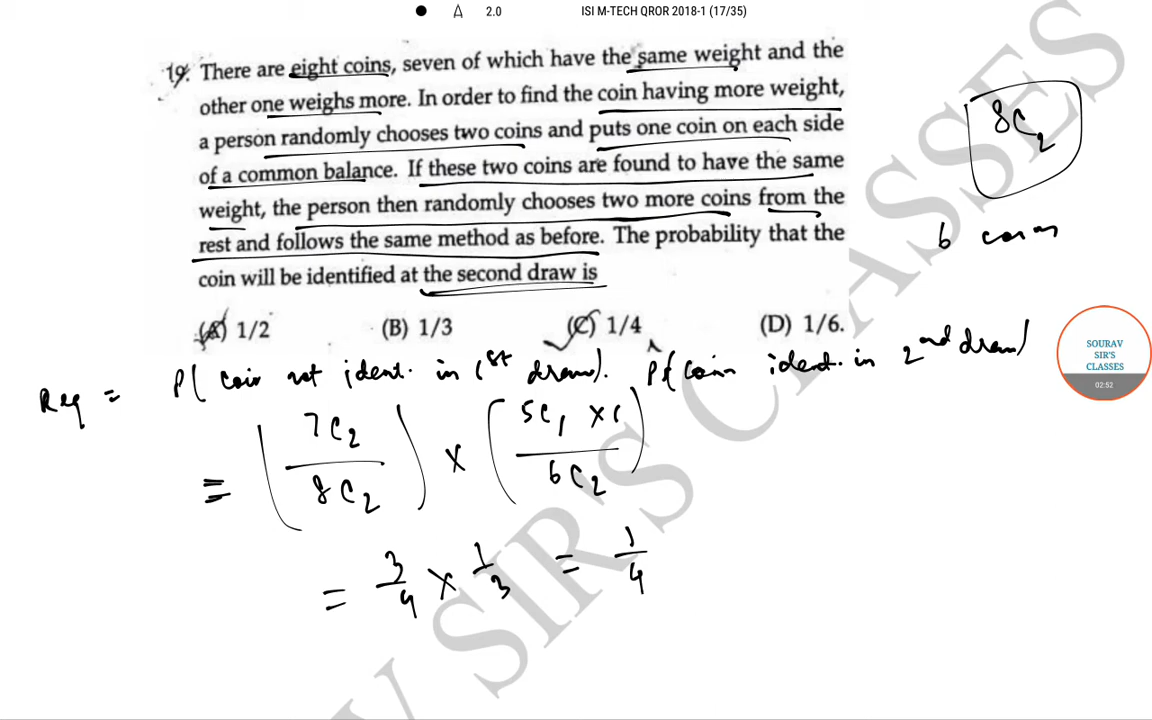 2.0 ISI M-TECH QROR 2018-1 (17/35)
19. There are eight coins, seven of which have the same weight and the
other one weighs more. In order to find the coin having more weight,
a person randomly chooses two coins and puts one coin on each side
of a common balance. If these two coins are found to have the same
weight, the person then randomly chooses two more coins from the
rest and follows the same method as before. The probability that the
coin will be identified at the second draw is
(A) 1/2 (B) 1/3 (C) 1/4 (D) 1/6.
8C2
6 coins
SOURAV
SIR'S
CLASSES
02:52
Req = P( coin not ident. in 1st draw). P( coin ident. in 2nd draw)
= (7C2 / 8C2) × (5C1 × 1 / 6C2)
= 3/4 × 1/3 = 1/4
V SIR'S CLASSES